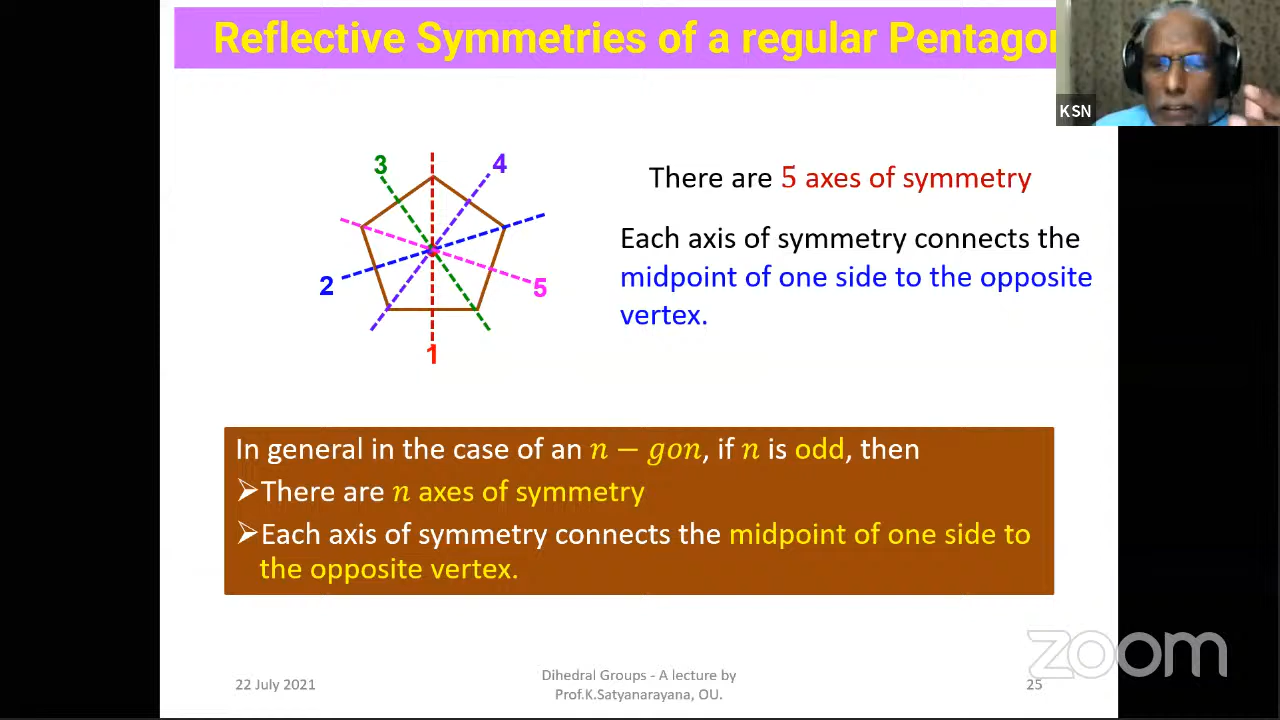 Reflective Symmetries of a regular Pentagon
KSN
3
4
2
5
1
There are 5 axes of symmetry
Each axis of symmetry connects the
midpoint of one side to the opposite
vertex.
In general in the case of an n − gon, if n is odd, then
➢There are n axes of symmetry
➢Each axis of symmetry connects the midpoint of one side to
the opposite vertex.
zoom
22 July 2021
Dihedral Groups - A lecture by
Prof.K.Satyanarayana, OU.
25